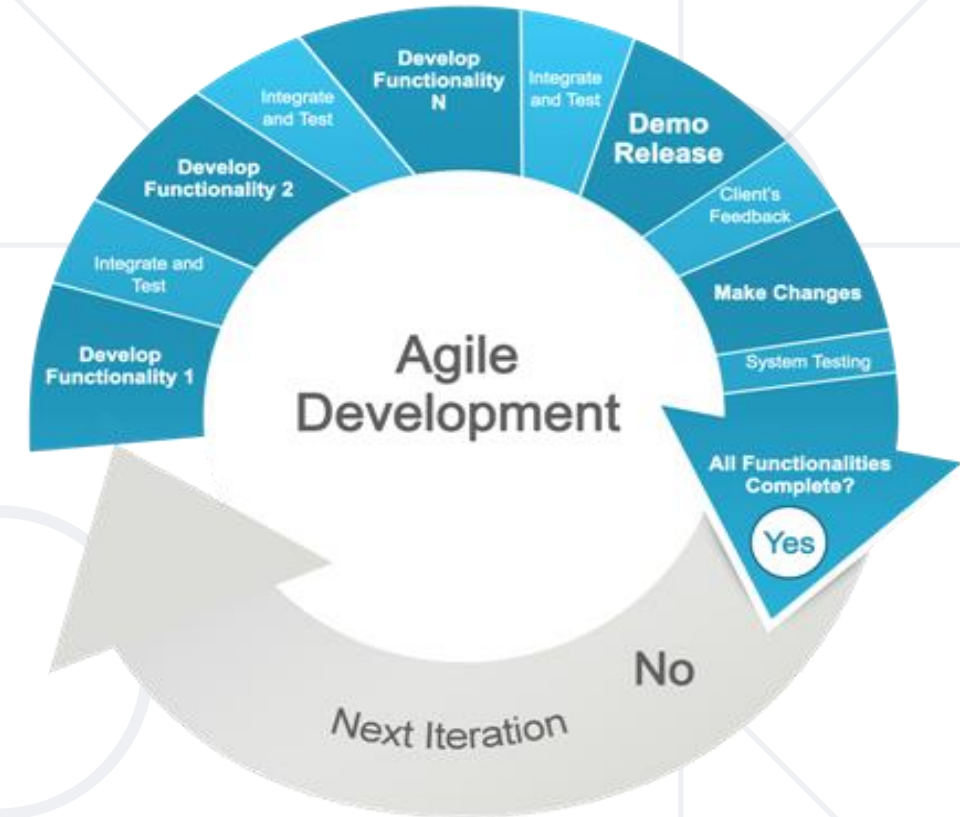 Develop
Functionality 1
Integrate and
Test
Develop
Functionality 2
Integrate
and Test
Develop
Functionality
N
Integrate
and Test
Demo
Release
Client's
Feedback
Make Changes
System Testing
All Functionalities
Complete?
Yes
No
Next Iteration
Agile
Development